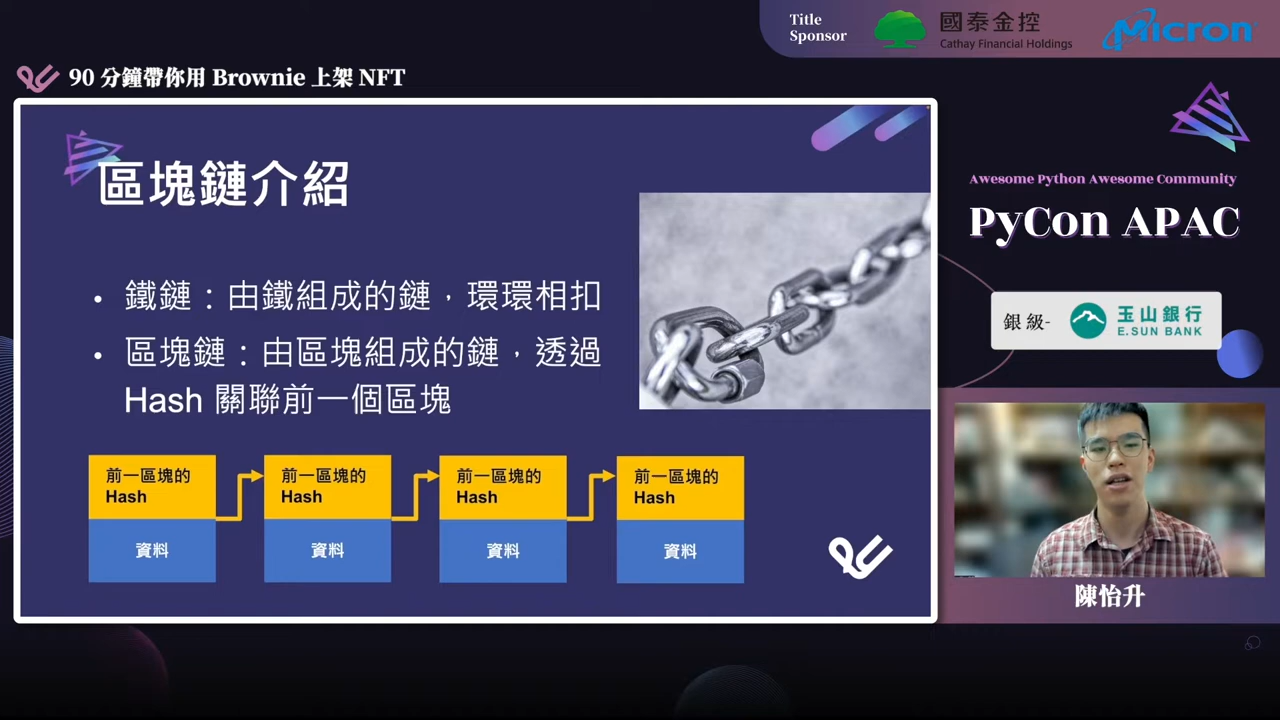 Title
Sponsor
國泰金控
Cathay Financial Holdings
Micron
90 分鐘帶你用 Brownie 上架 NFT
區塊鏈介紹
• 鐵鏈：由鐵組成的鏈，環環相扣
• 區塊鏈：由區塊組成的鏈，透過
Hash 關聯前一個區塊
前一區塊的
Hash
資料
前一區塊的
Hash
資料
前一區塊的
Hash
資料
前一區塊的
Hash
資料
Awesome Python Awesome Community
PyCon APAC
銀級-
玉山銀行
E.SUN BANK
陳怡升